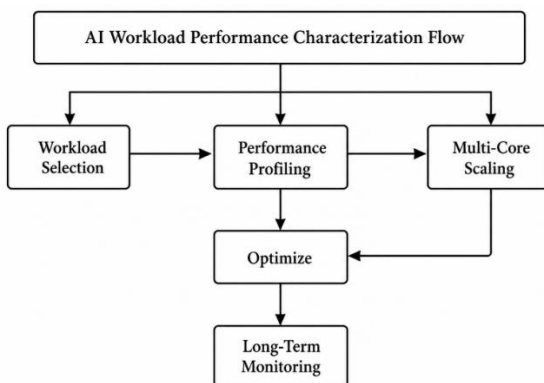 AI Workload Performance Characterization Flow
Workload
Selection
Performance
Profiling
Multi-Core
Scaling
Optimize
Long-Term
Monitoring